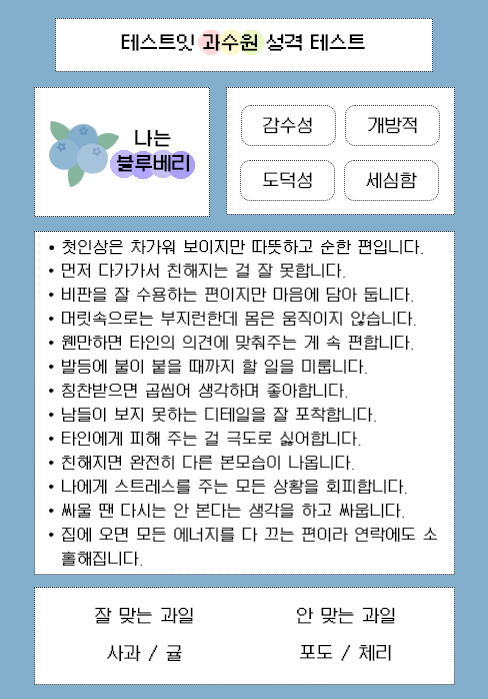 테스트잇 과수원 성격 테스트
나는
블루베리
감수성 개방적
도덕성 세심함
• 첫인상은 차가워 보이지만 따뜻하고 순한 편입니다.
• 먼저 다가가서 친해지는 걸 잘 못합니다.
• 비판을 잘 수용하는 편이지만 마음에 담아 둡니다.
• 머릿속으로는 부지런한데 몸은 움직이지 않습니다.
• 웬만하면 타인의 의견에 맞춰주는 게 속 편합니다.
• 발등에 불이 붙을 때까지 할 일을 미룹니다.
• 칭찬받으면 곱씹어 생각하며 좋아합니다.
• 남들이 보지 못하는 디테일을 잘 포착합니다.
• 타인에게 피해 주는 걸 극도로 싫어합니다.
• 친해지면 완전히 다른 본모습이 나옵니다.
• 나에게 스트레스를 주는 모든 상황을 회피합니다.
• 싸울 땐 다시는 안 본다는 생각을 하고 싸웁니다.
• 집에 오면 모든 에너지를 다 끄는 편이라 연락에도 소
홀해집니다.
잘 맞는 과일 안 맞는 과일
사과 / 귤 포도 / 체리